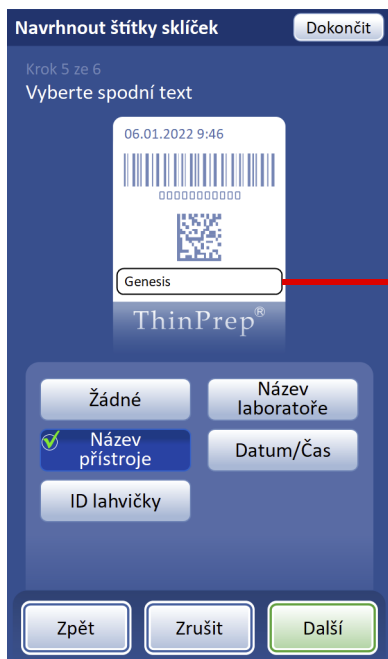 Navrhnout štítky sklíček
Dokončit
Krok 5 ze 6
Vyberte spodní text
06.01.2022 9:46
00000000000
Genesis
ThinPrep®
Žádné
Název
laboratoře
Název
přístroje
Datum/Čas
ID lahvičky
Zpět
Zrušit
Další